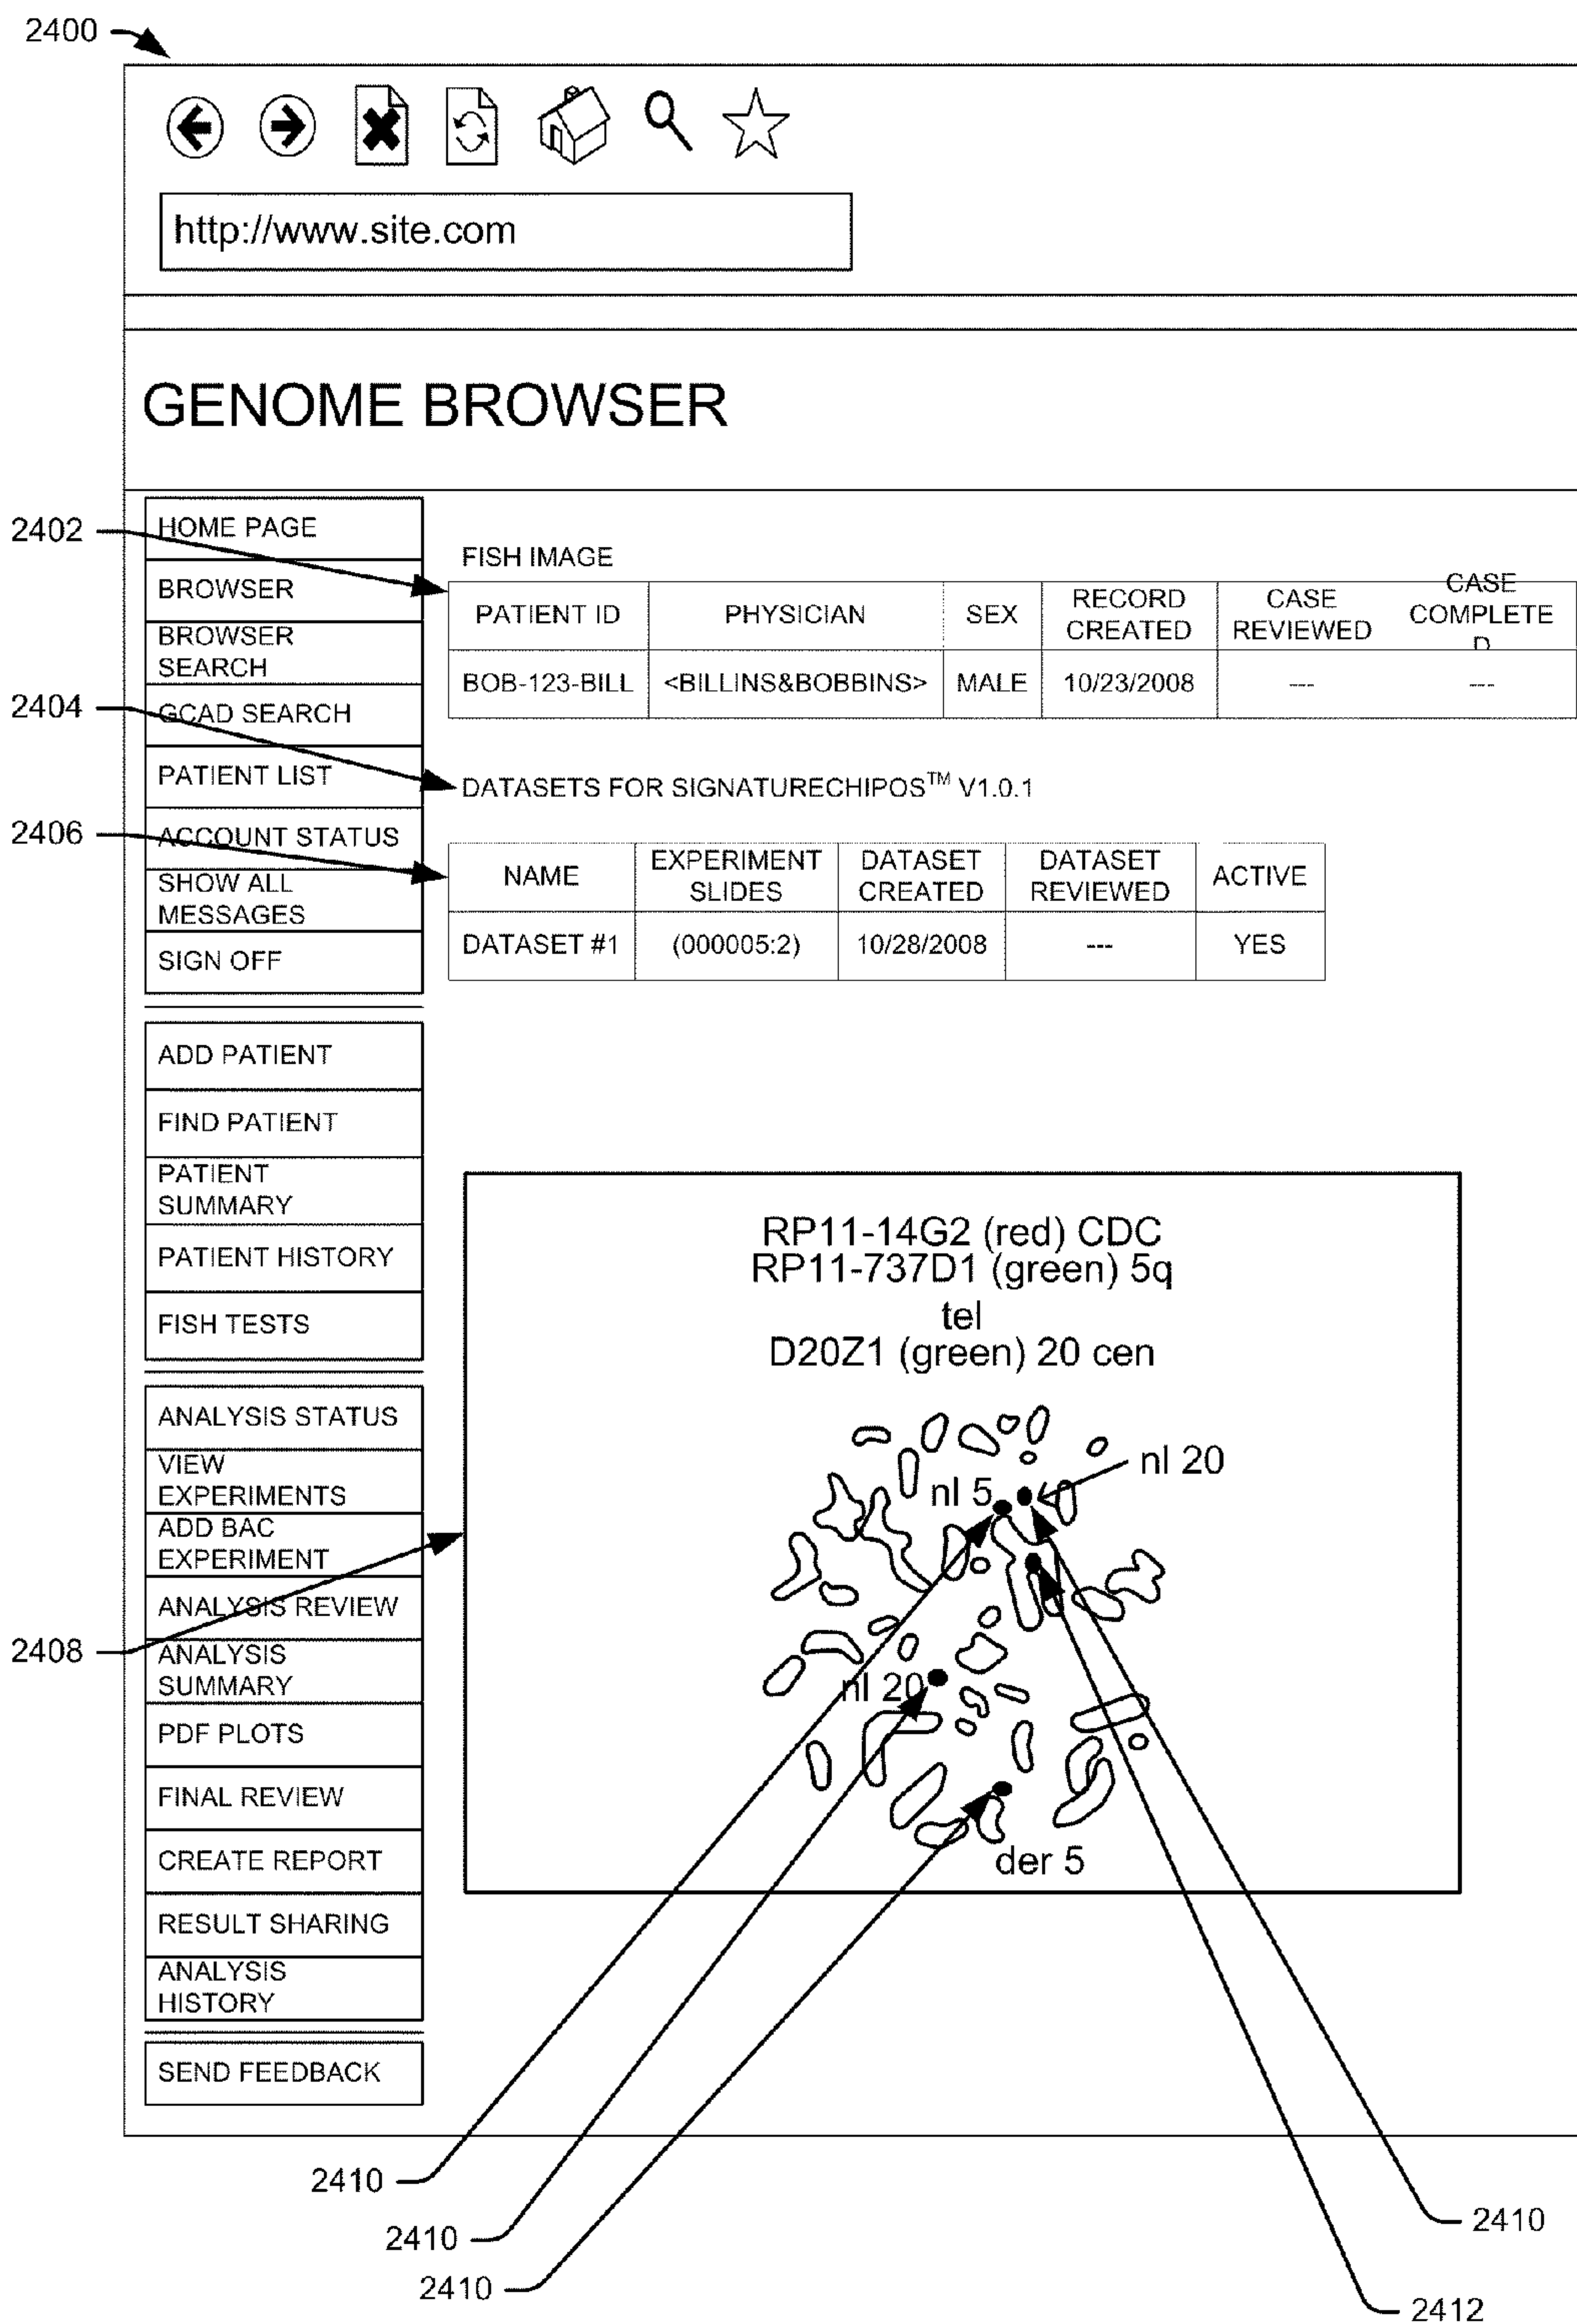 2400
http://www.site.com
GENOME BROWSER
2402
HOME PAGE
BROWSER
BROWSER
SEARCH
2404
GCAD SEARCH
PATIENT LIST
2406
ACCOUNT STATUS
SHOW ALL
MESSAGES
SIGN OFF
FISH IMAGE
PATIENT ID PHYSICIAN SEX RECORD CREATED CASE REVIEWED CASE COMPLETE D
BOB-123-BILL <BILLINS&BOBBINS> MALE 10/23/2008 --- ---
DATASETS FOR SIGNATURECHIPOS™ V1.0.1
NAME EXPERIMENT SLIDES DATASET CREATED DATASET REVIEWED ACTIVE
DATASET #1 (000005:2) 10/28/2008 --- YES
ADD PATIENT
FIND PATIENT
PATIENT
SUMMARY
PATIENT HISTORY
FISH TESTS
ANALYSIS STATUS
VIEW
EXPERIMENTS
ADD BAC
EXPERIMENT
ANALYSIS REVIEW
2408
ANALYSIS
SUMMARY
PDF PLOTS
FINAL REVIEW
CREATE REPORT
RESULT SHARING
ANALYSIS
HISTORY
SEND FEEDBACK
RP11-14G2 (red) CDC
RP11-737D1 (green) 5q
tel
D20Z1 (green) 20 cen
nl 20
nl 5
nl 20
der 5
2410
2410
2410
2410
2412